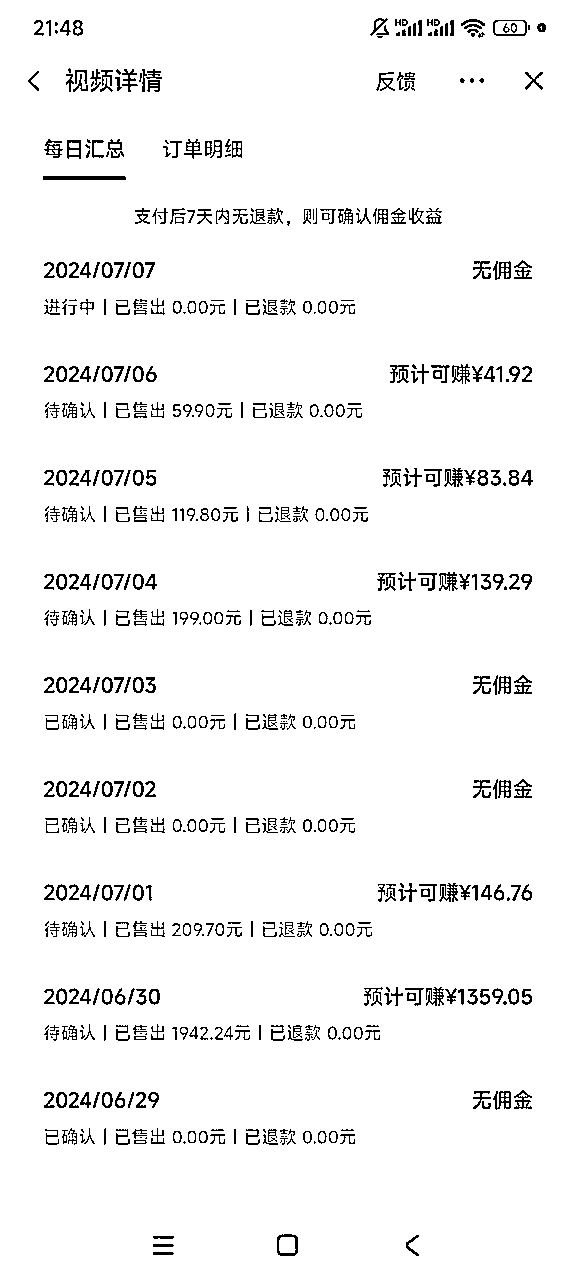 21:48
HD HD 60
视频详情 反馈
每日汇总 订单明细
支付后7天内无退款，则可确认佣金收益
2024/07/07 无佣金
进行中 | 已售出 0.00元 | 已退款 0.00元
2024/07/06 预计可赚¥41.92
待确认 | 已售出 59.90元 | 已退款 0.00元
2024/07/05 预计可赚¥83.84
待确认 | 已售出 119.80元 | 已退款 0.00元
2024/07/04 预计可赚¥139.29
待确认 | 已售出 199.00元 | 已退款 0.00元
2024/07/03 无佣金
已确认 | 已售出 0.00元 | 已退款 0.00元
2024/07/02 无佣金
已确认 | 已售出 0.00元 | 已退款 0.00元
2024/07/01 预计可赚¥146.76
待确认 | 已售出 209.70元 | 已退款 0.00元
2024/06/30 预计可赚¥1359.05
待确认 | 已售出 1942.24元 | 已退款 0.00元
2024/06/29 无佣金
已确认 | 已售出 0.00元 | 已退款 0.00元